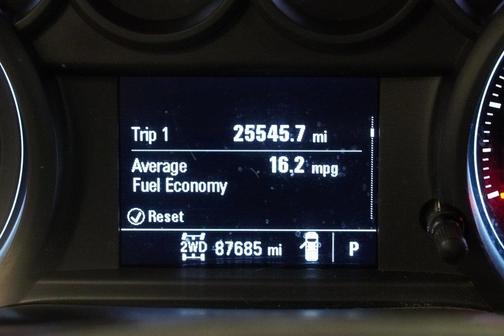 Trip 1 25545.7 mi
Average 16.2 mpg
Fuel Economy
Reset
2WD 87685 mi P